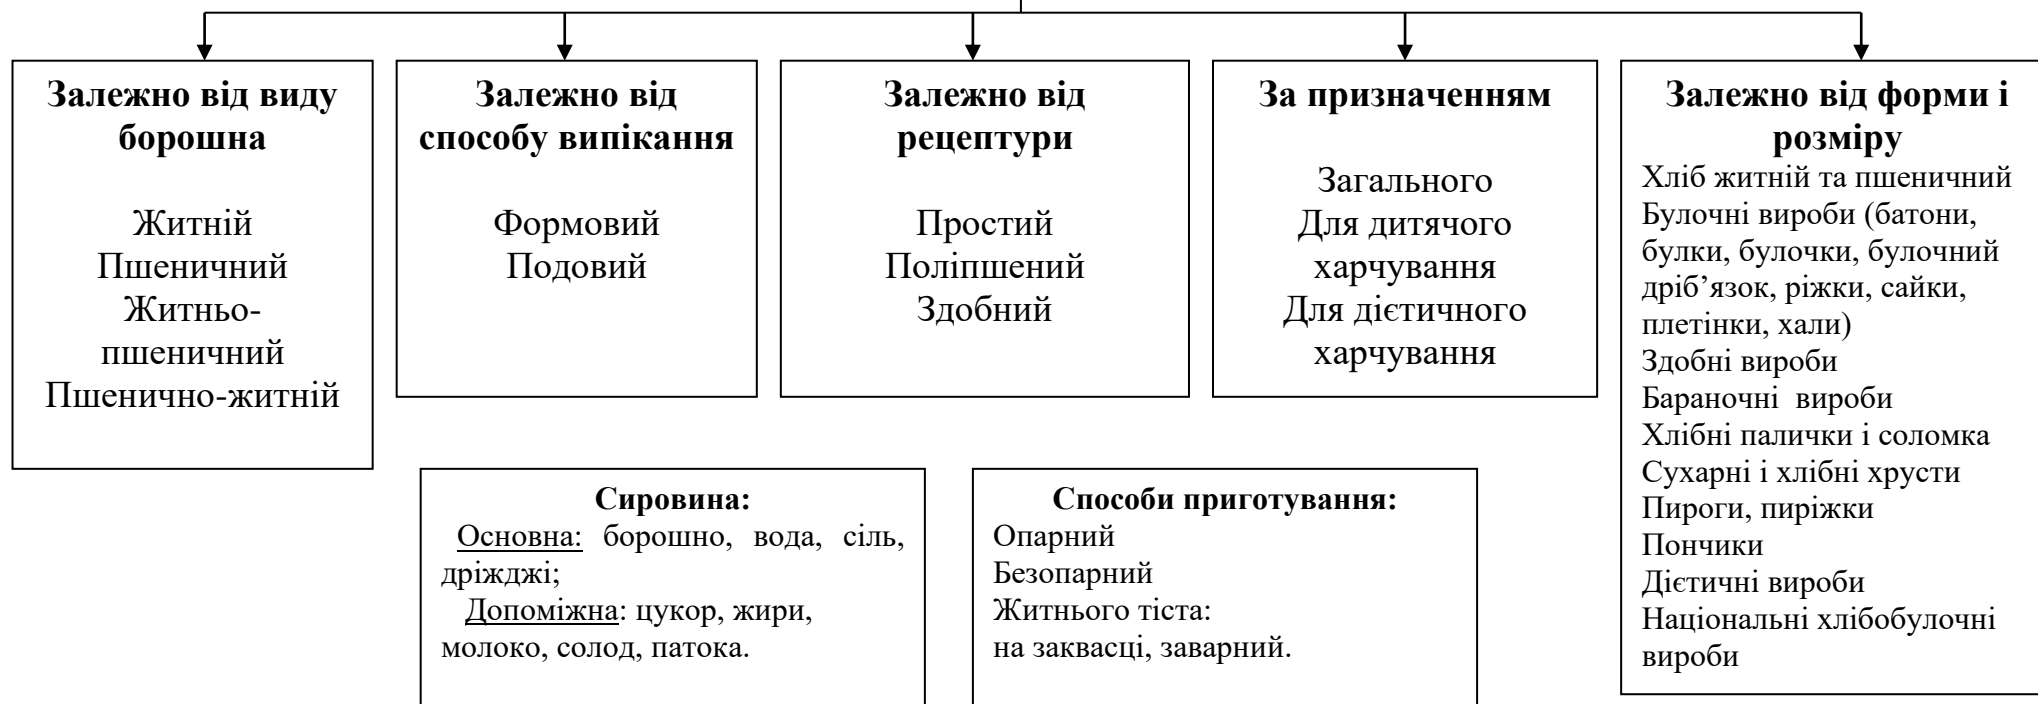 Залежно від виду
борошна
Житній
Пшеничний
Житньо-
пшеничний
Пшенично-житній
Залежно від
способу випікання
Формовий
Подовий
Залежно від
рецептури
Простий
Поліпшений
Здобний
За призначенням
Загального
Для дитячого
харчування
Для дієтичного
харчування
Залежно від форми і
розміру
Хліб житній та пшеничний
Булочні вироби (батони,
булки, булочки, булочний
дріб’язок, ріжки, сайки,
плетінки, хали)
Здобні вироби
Бараночні вироби
Хлібні палички і соломка
Сухарні і хлібні хрусти
Пироги, пиріжки
Пончики
Дієтичні вироби
Національні хлібобулочні
вироби
Сировина:
Основна: борошно, вода, сіль,
дріжджі;
Допоміжна: цукор, жири,
молоко, солод, патока.
Способи приготування:
Опарний
Безопарний
Житнього тіста:
на заквасці, заварний.